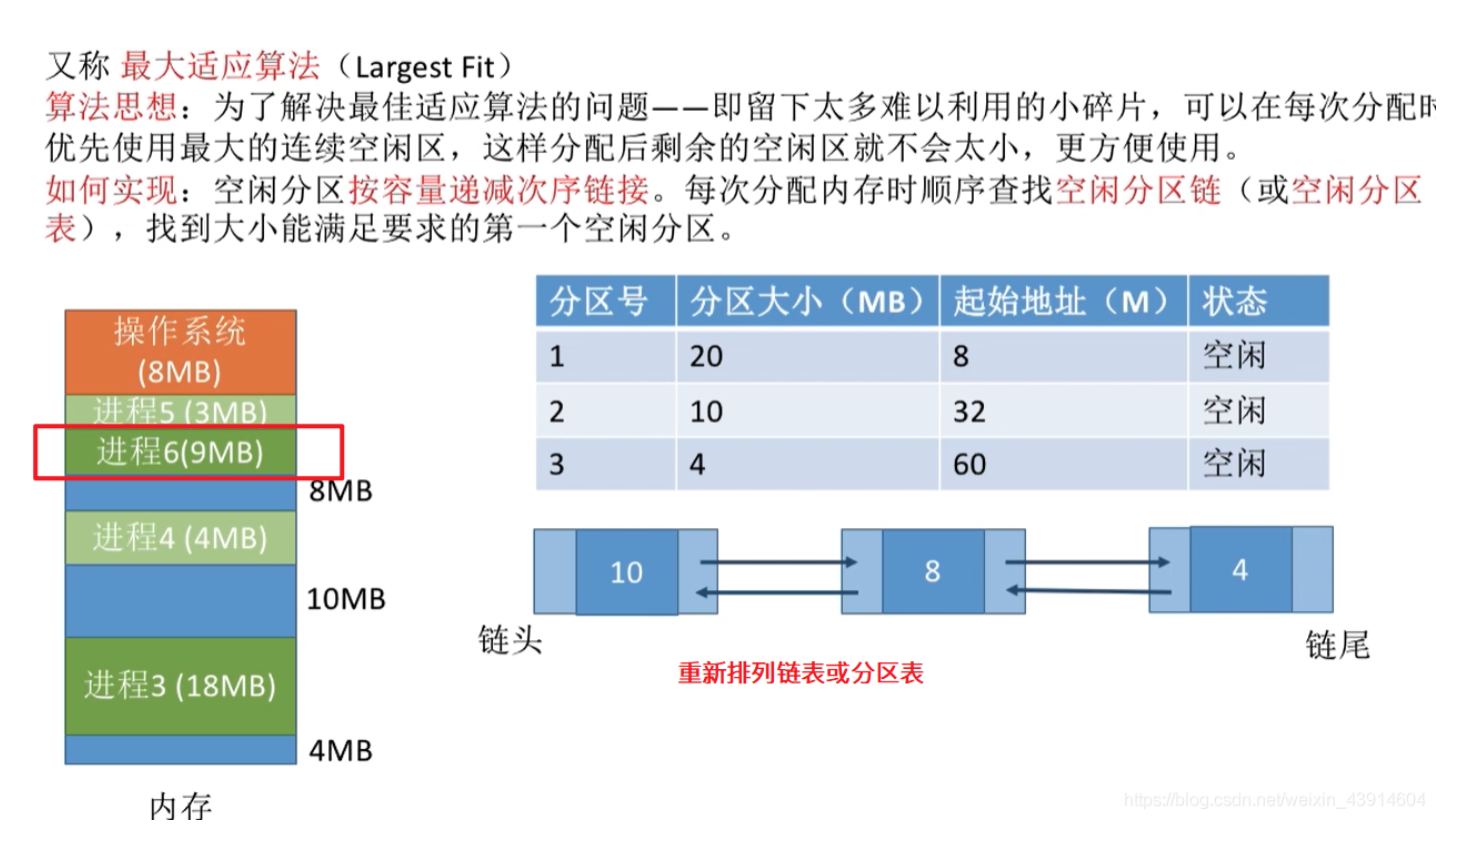 又称 最大适应算法（Largest Fit）
算法思想：为了解决最佳适应算法的问题——即留下太多难以利用的小碎片，可以在每次分配时
优先使用最大的连续空闲区，这样分配后剩余的空闲区就不会太小，更方便使用。
如何实现：空闲分区按容量递减次序链接。每次分配内存时顺序查找空闲分区链（或空闲分区
表），找到大小能满足要求的第一个空闲分区。
操作系统
(8MB)
进程5 (3MB)
进程6(9MB)
8MB
进程4 (4MB)
10MB
进程3 (18MB)
4MB
内存
分区号 分区大小（MB） 起始地址（M） 状态
1 20 8 空闲
2 10 32 空闲
3 4 60 空闲
10 8 4
链头 链尾
重新排列链表或分区表
https://blog.csdn.net/weixin_43914604